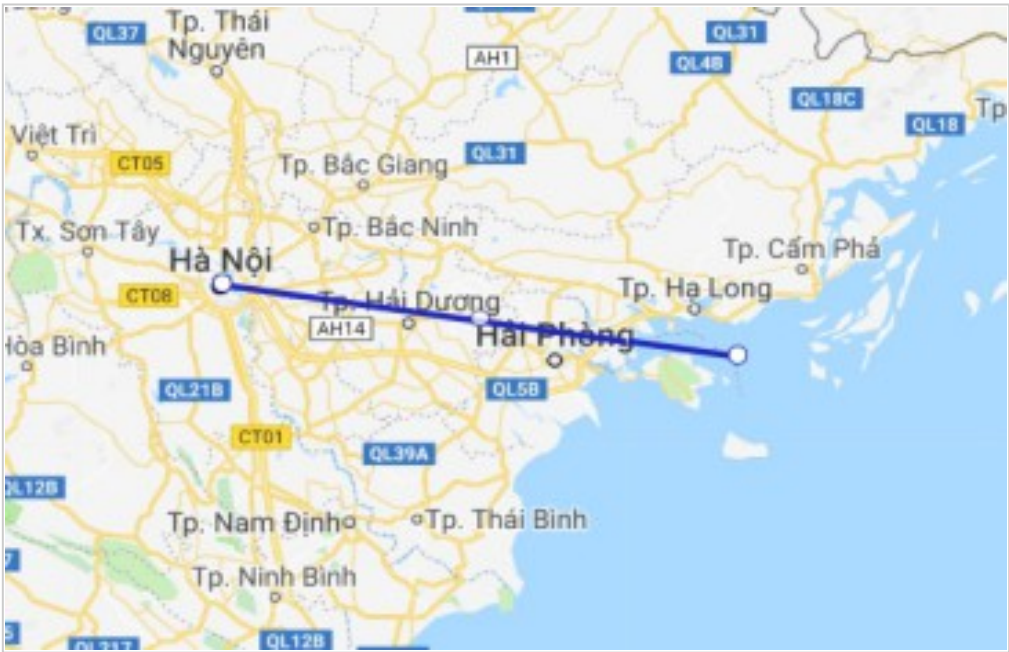 QL37
Tp. Thái
Nguyên
AH1
QL31
QL4B
QL18C
QL18
Tp
Việt Trì
CT05
QL31
Tp. Bắc Giang
Tx. Sơn Tây
Tp. Bắc Ninh
Tp. Cẩm Phả
Hà Nội
CT08
Tp. Hải Dương
Tp. Hạ Long
AH14
Hải Phòng
Hòa Bình
QL21B
QL5B
CT01
QL39A
QL12B
Tp. Nam Định
Tp. Thái Bình
Tp. Ninh Bình
QL12B